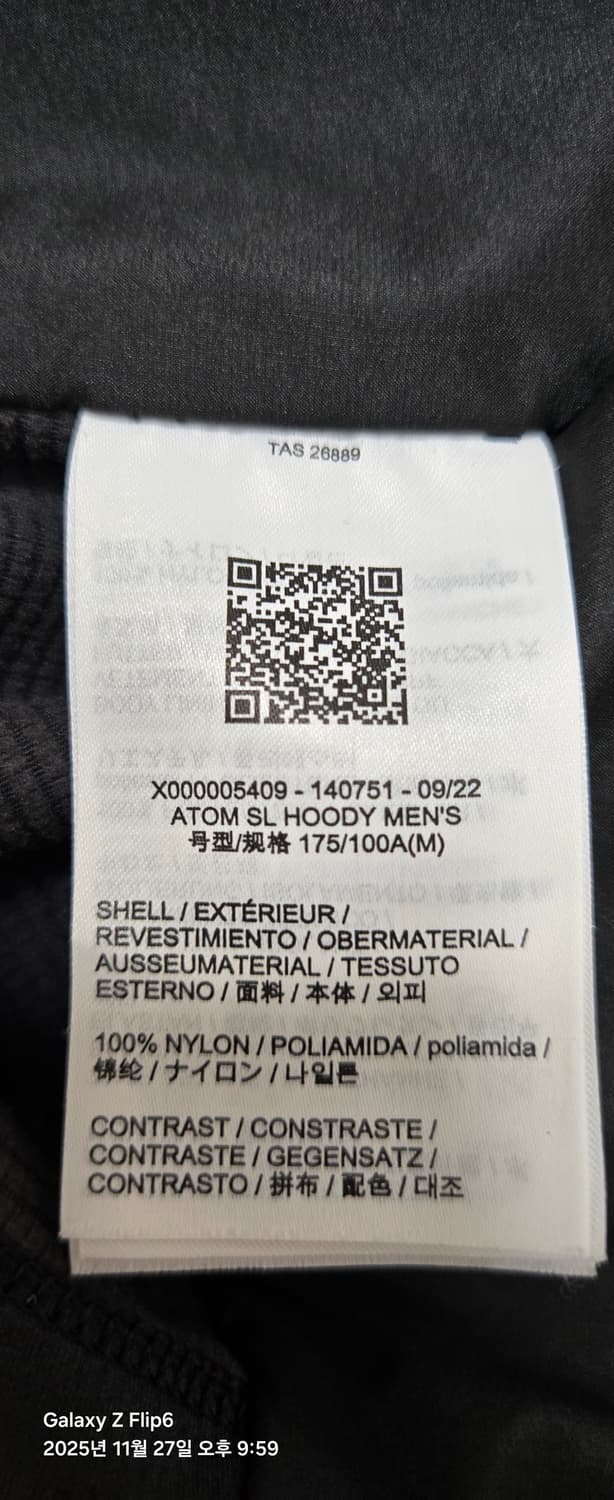 TAS 26889
X000005409 - 140751 - 09/22
ATOM SL HOODY MEN'S
号型/规格 175/100A(M)
SHELL / EXTÉRIEUR /
REVESTIMIENTO / OBERMATERIAL /
AUSSEUMATERIAL / TESSUTO
ESTERNO / 面料 / 本体 / 외피
100% NYLON / POLIAMIDA / poliamida /
锦纶 / ナイロン / 나일론
CONTRAST / CONSTRASTE /
CONTRASTE / GEGENSATZ /
CONTRASTO / 拼布 / 配色 / 대조
Galaxy Z Flip6
2025년 11월 27일 오후 9:59